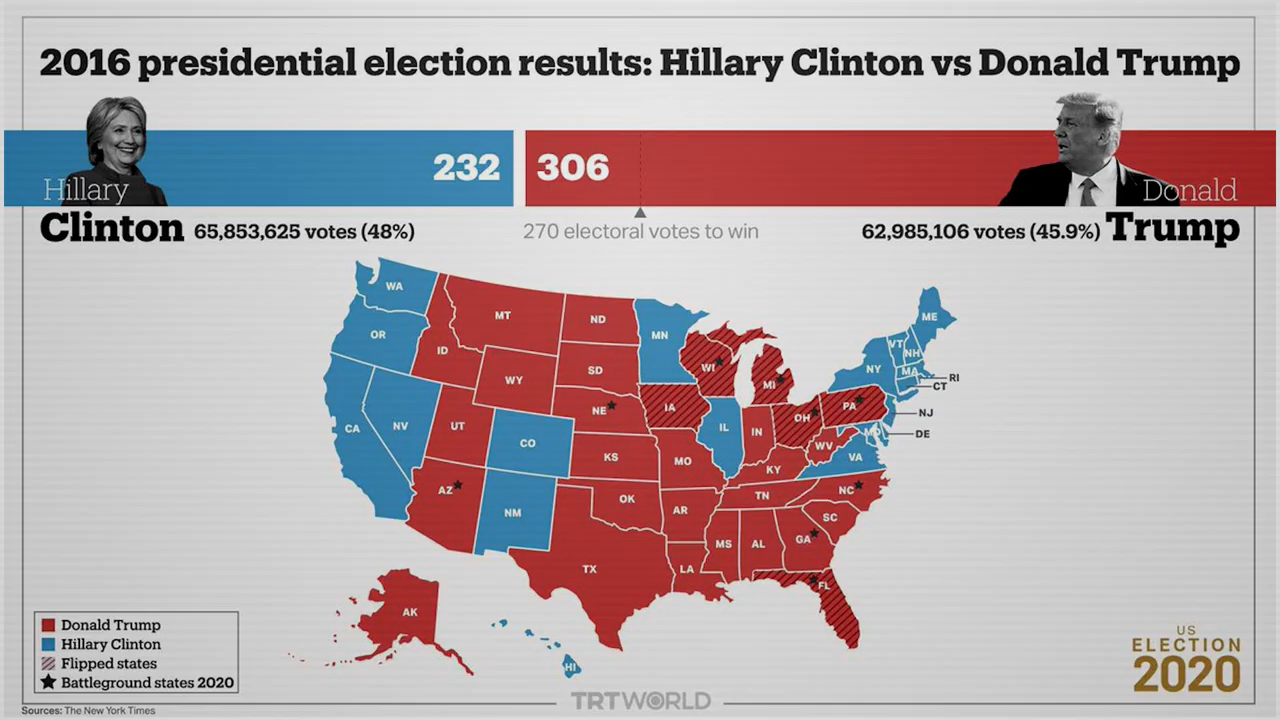 2016 presidential election results: Hillary Clinton vs Donald Trump
232
306
Hillary
Clinton
65,853,625 votes (48%)
270 electoral votes to win
Donald
62,985,106 votes (45.9%)
Trump
WA
MT
ND
MN
ME
OR
ID
VT
NH
WI
NY
MA
RI
SD
WY
MI
CT
NE
IA
PA
NJ
CA
NV
UT
CO
IL
IN
OH
MD
DE
WV
VA
KS
MO
KY
AZ
NM
OK
AR
TN
NC
SC
MS
AL
GA
TX
LA
FL
AK
HI
Donald Trump
Hillary Clinton
Flipped states
Battleground states 2020
US
ELECTION
2020
TRTWORLD
Sources: The New York Times